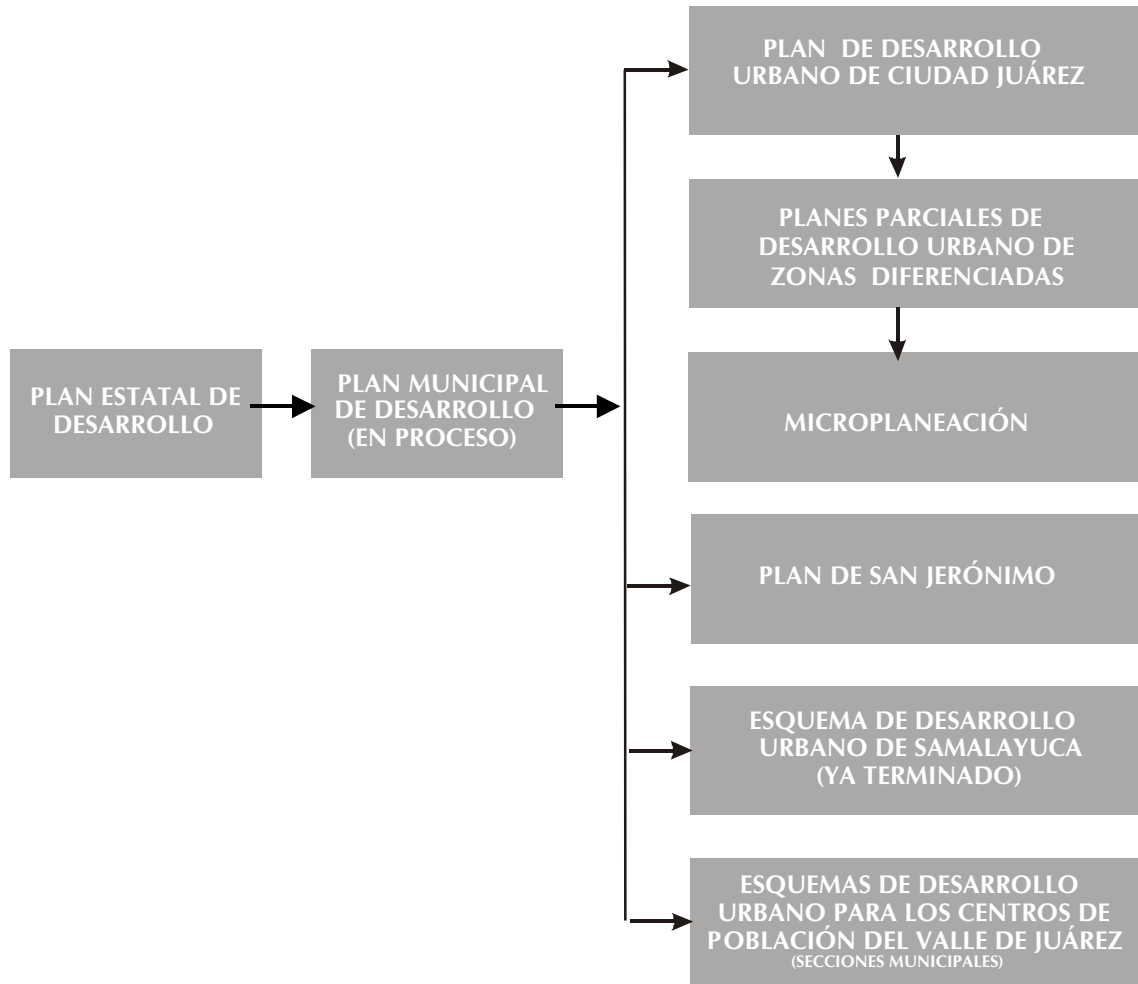 PLAN ESTATAL DE
DESARROLLO
PLAN MUNICIPAL
DE DESARROLLO
(EN PROCESO)
PLAN DE DESARROLLO
URBANO DE CIUDAD JUÁREZ
PLANES PARCIALES DE
DESARROLLO URBANO DE
ZONAS DIFERENCIADAS
MICROPLANEACIÓN
PLAN DE SAN JERÓNIMO
ESQUEMA DE DESARROLLO
URBANO DE SAMALAYUCA
(YA TERMINADO)
ESQUEMAS DE DESARROLLO
URBANO PARA LOS CENTROS DE
POBLACIÓN DEL VALLE DE JUÁREZ
(SECCIONES MUNICIPALES)